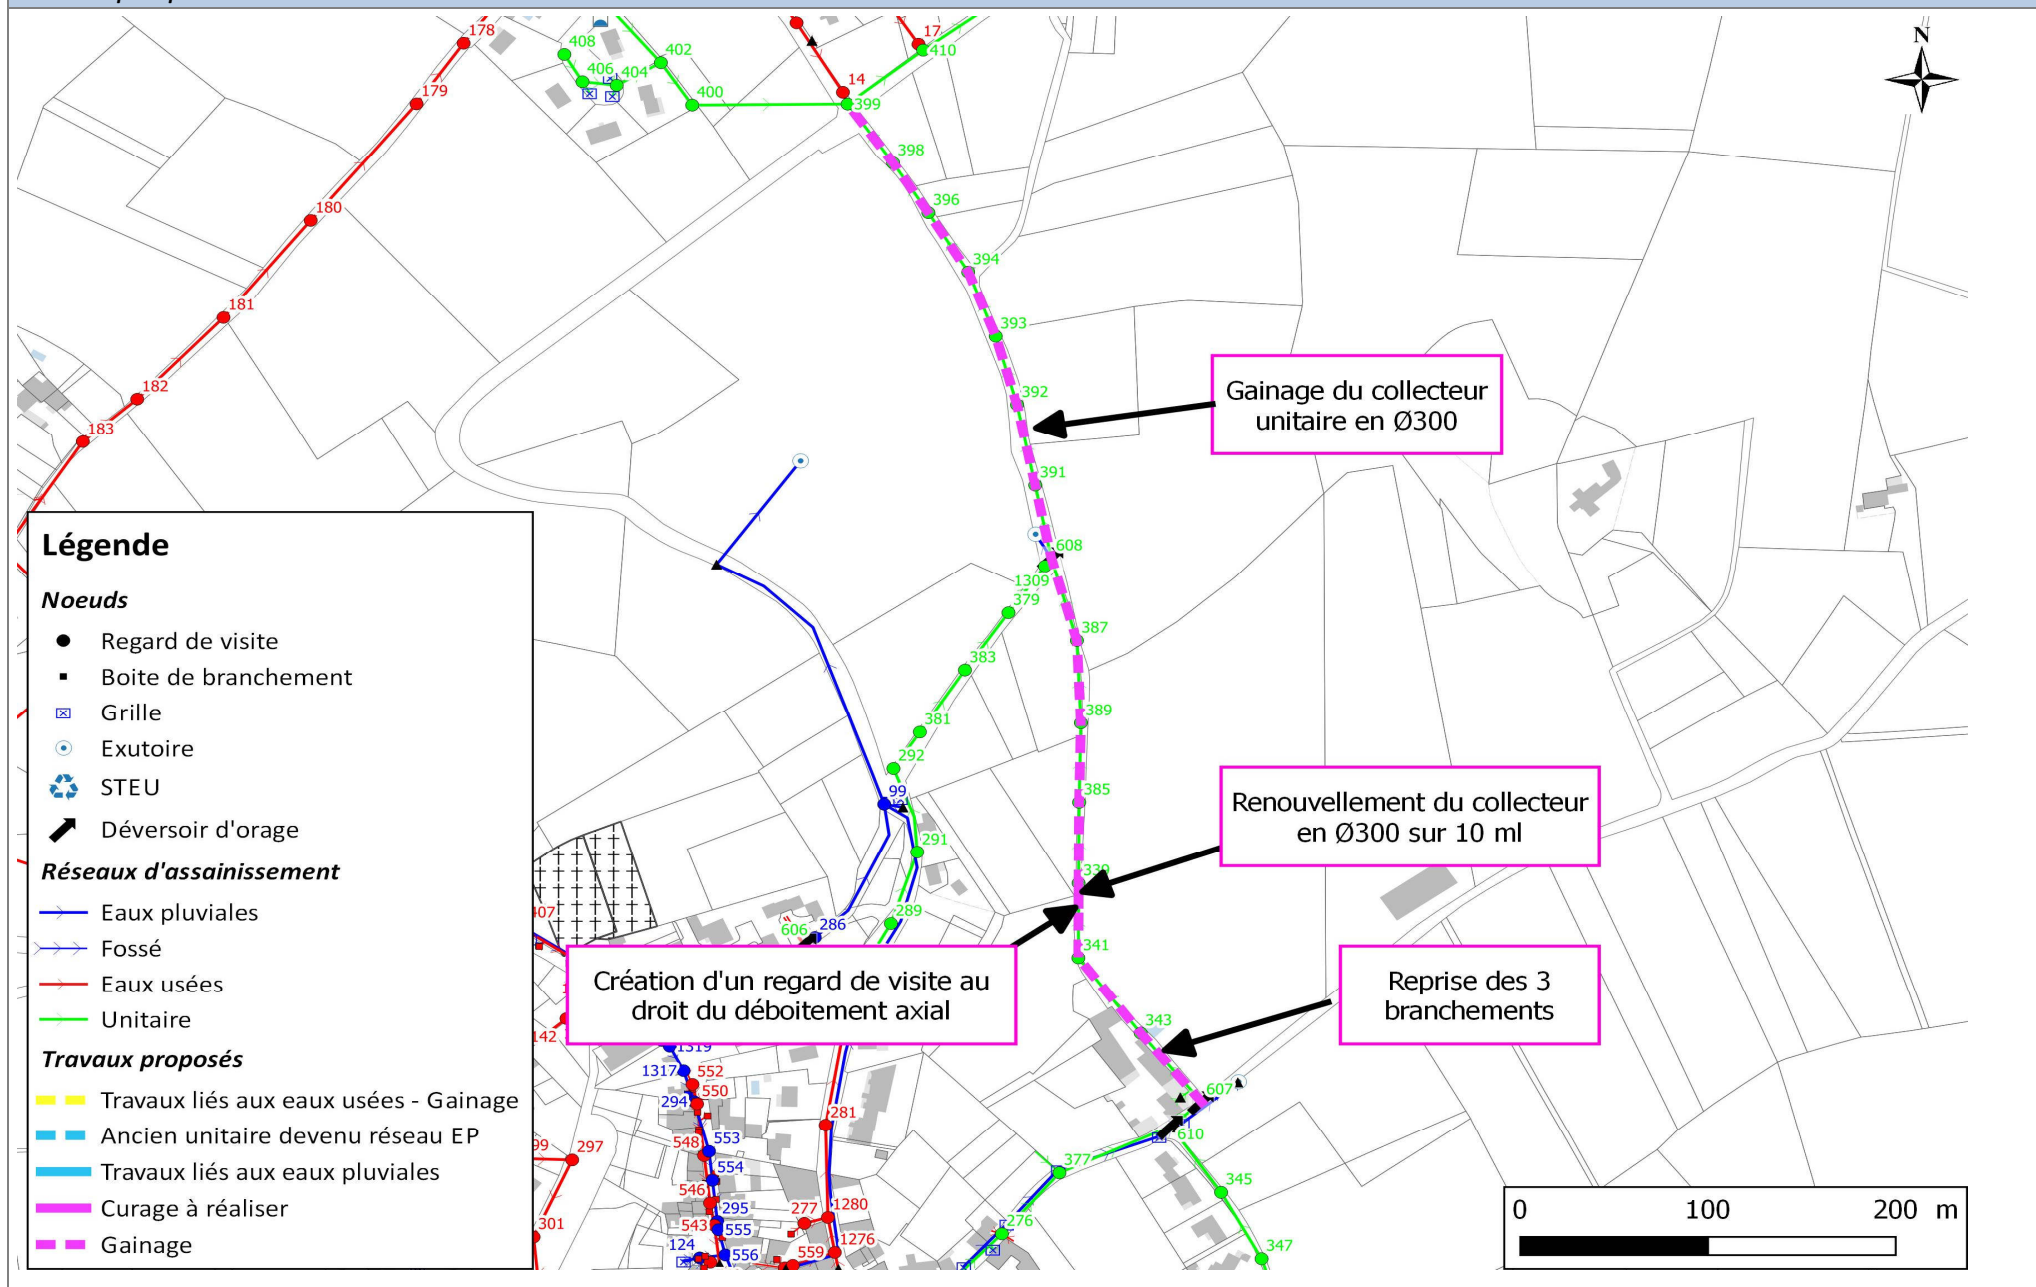 178
408
402
17
410
406
404
14
179
400
399
N
398
180
396
394
181
393
182
392
183
391
Gainage du collecteur
unitaire en Ø300
608
1309
379
387
383
389
381
292
385
99
291
339
289
407
606
286
341
Renouvellement du collecteur
en Ø300 sur 10 ml
Création d'un regard de visite au
droit du déboitement axial
Reprise des 3
branchements
343
142
1319
1317
552
550
294
607
281
610
553
548
99
297
554
377
546
345
295
277
1280
276
301
543
555
124
556
559
1276
347
Légende
Noeuds
Regard de visite
Boite de branchement
Grille
Exutoire
STEU
Déversoir d'orage
Réseaux d'assainissement
Eaux pluviales
Fossé
Eaux usées
Unitaire
Travaux proposés
Travaux liés aux eaux usées - Gainage
Ancien unitaire devenu réseau EP
Travaux liés aux eaux pluviales
Curage à réaliser
Gainage
0 100 200 m